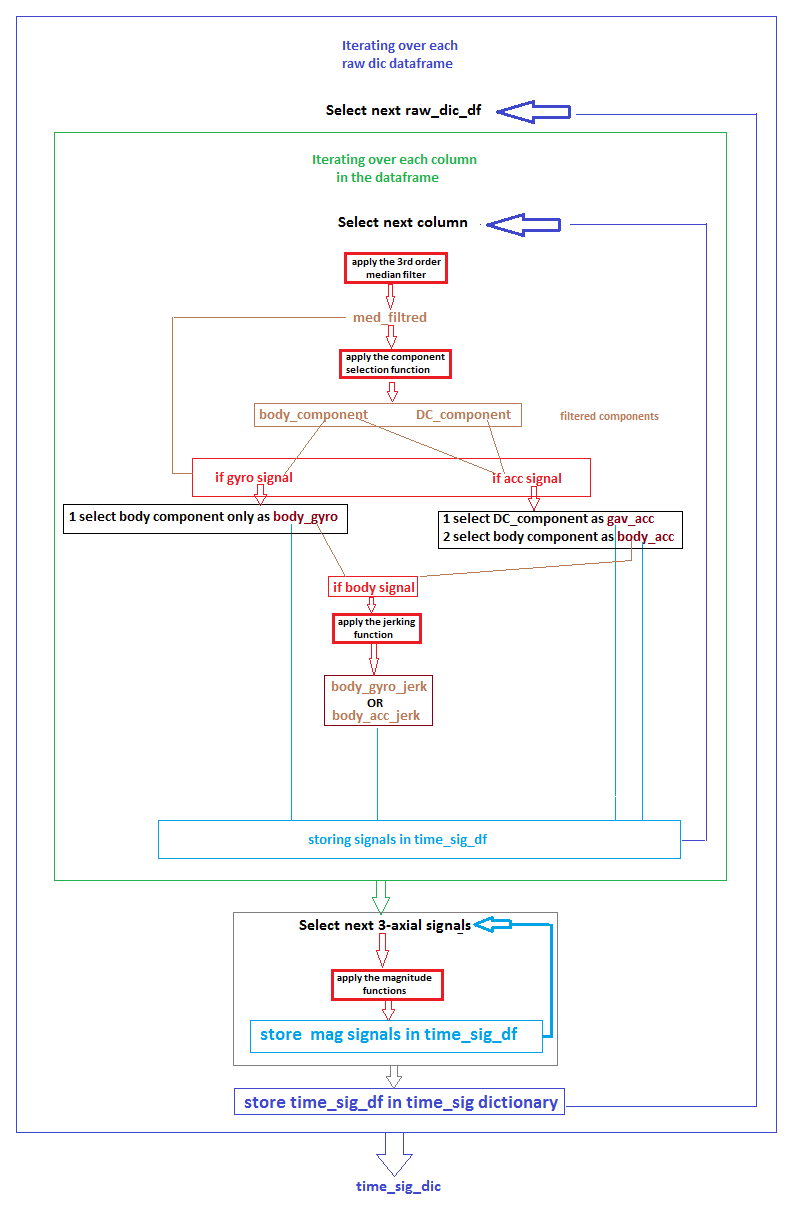 Iterating over each
raw dic dataframe
Select next raw_dic_df
Iterating over each column
in the dataframe
Select next column
apply the 3rd order
median filter
med_filtred
apply the component
selection function
body_component DC_component
filtered components
if gyro signal
if acc signal
1 select body component only as body_gyro
1 select DC_component as gav_acc
2 select body component as body_acc
if body signal
apply the jerking
function
body_gyro_jerk
OR
body_acc_jerk
storing signals in time_sig_df
Select next 3-axial signals
apply the magnitude
functions
store mag signals in time_sig_df
store time_sig_df in time_sig dictionary
time_sig_dic